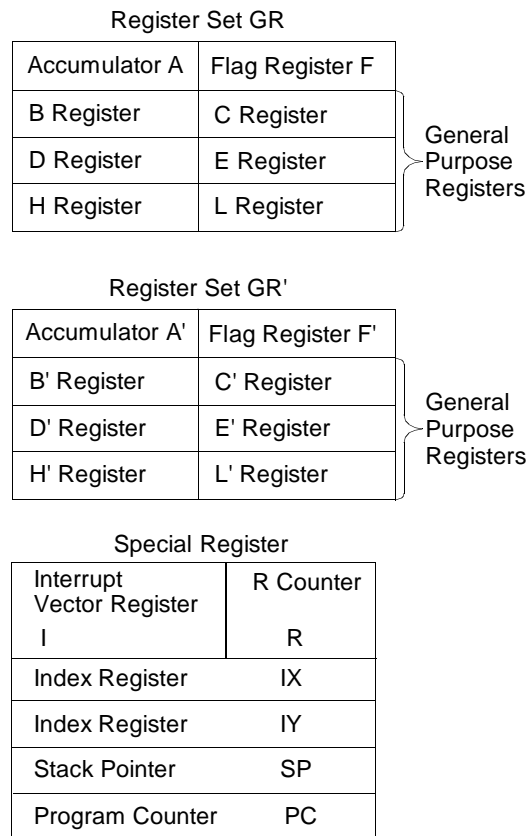 Register Set GR
Accumulator A Flag Register F
B Register C Register
D Register E Register
H Register L Register
General
Purpose
Registers
Register Set GR'
Accumulator A' Flag Register F'
B' Register C' Register
D' Register E' Register
H' Register L' Register
General
Purpose
Registers
Special Register
Interrupt
Vector Register
I
R Counter
R
Index Register IX
Index Register IY
Stack Pointer SP
Program Counter PC